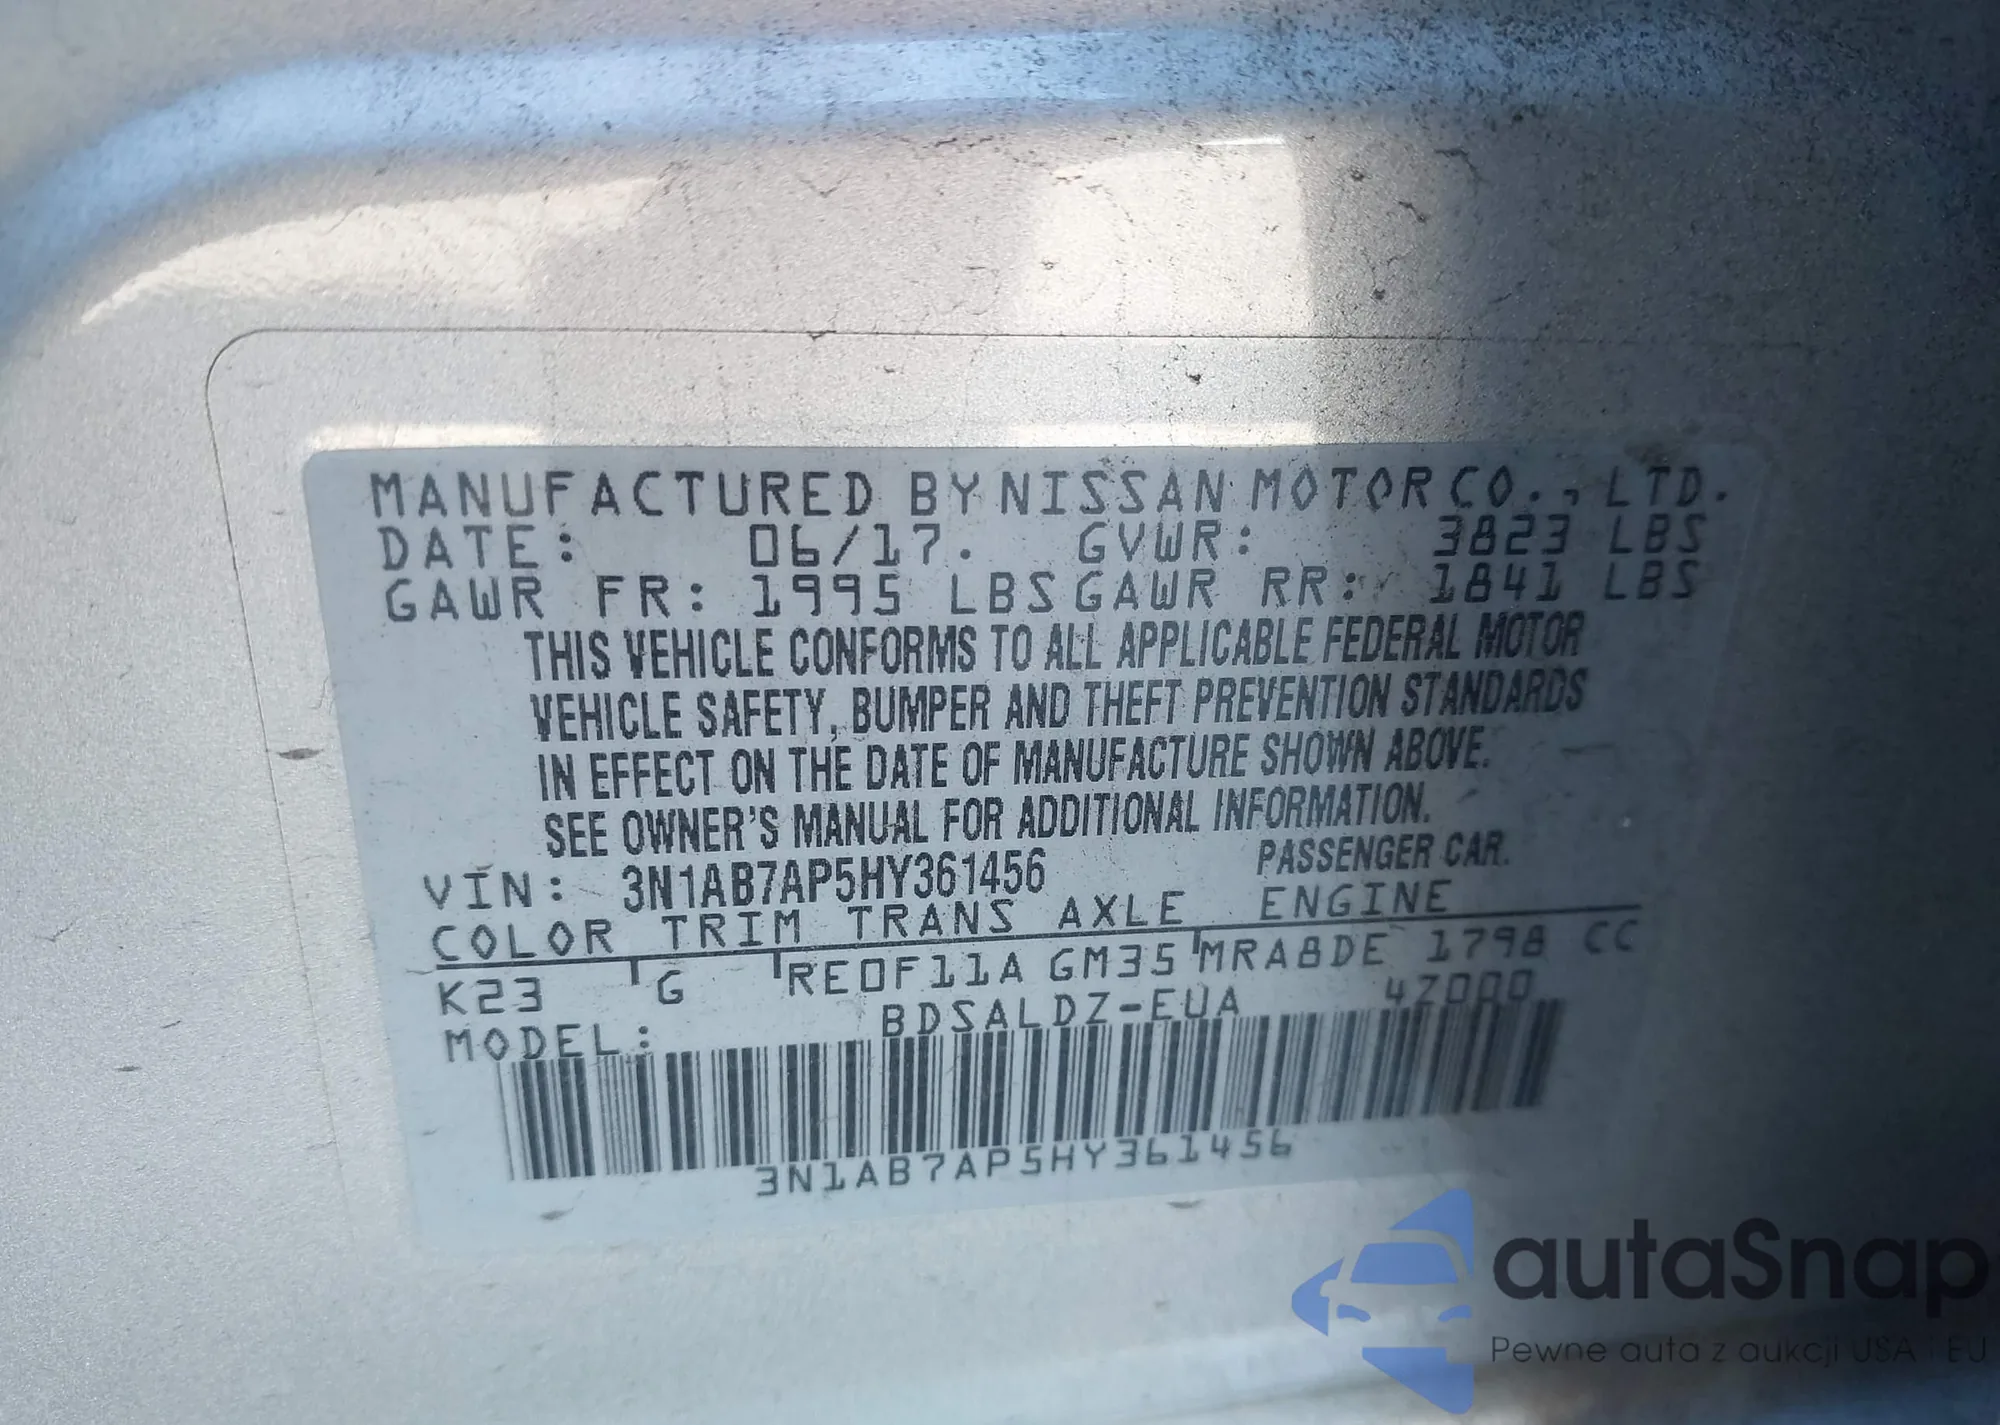 MANUFACTURED BY NISSAN MOTOR CO., LTD.
DATE: 06/17. GVWR: 3823 LBS
GAWR FR: 1995 LBS GAWR RR: 1841 LBS
THIS VEHICLE CONFORMS TO ALL APPLICABLE FEDERAL MOTOR
VEHICLE SAFETY, BUMPER AND THEFT PREVENTION STANDARDS
IN EFFECT ON THE DATE OF MANUFACTURE SHOWN ABOVE.
SEE OWNER'S MANUAL FOR ADDITIONAL INFORMATION.
VIN: 3N1AB7AP5HY361456 PASSENGER CAR.
COLOR TRIM TRANS AXLE ENGINE
K23 G RE0F11A GM35 MRA8DE 1798 CC
MODEL: BDSALDZ-EUA 4Z000
3N1AB7AP5HY361456
autaSnap
Pewne auta z aukcji USA i EU